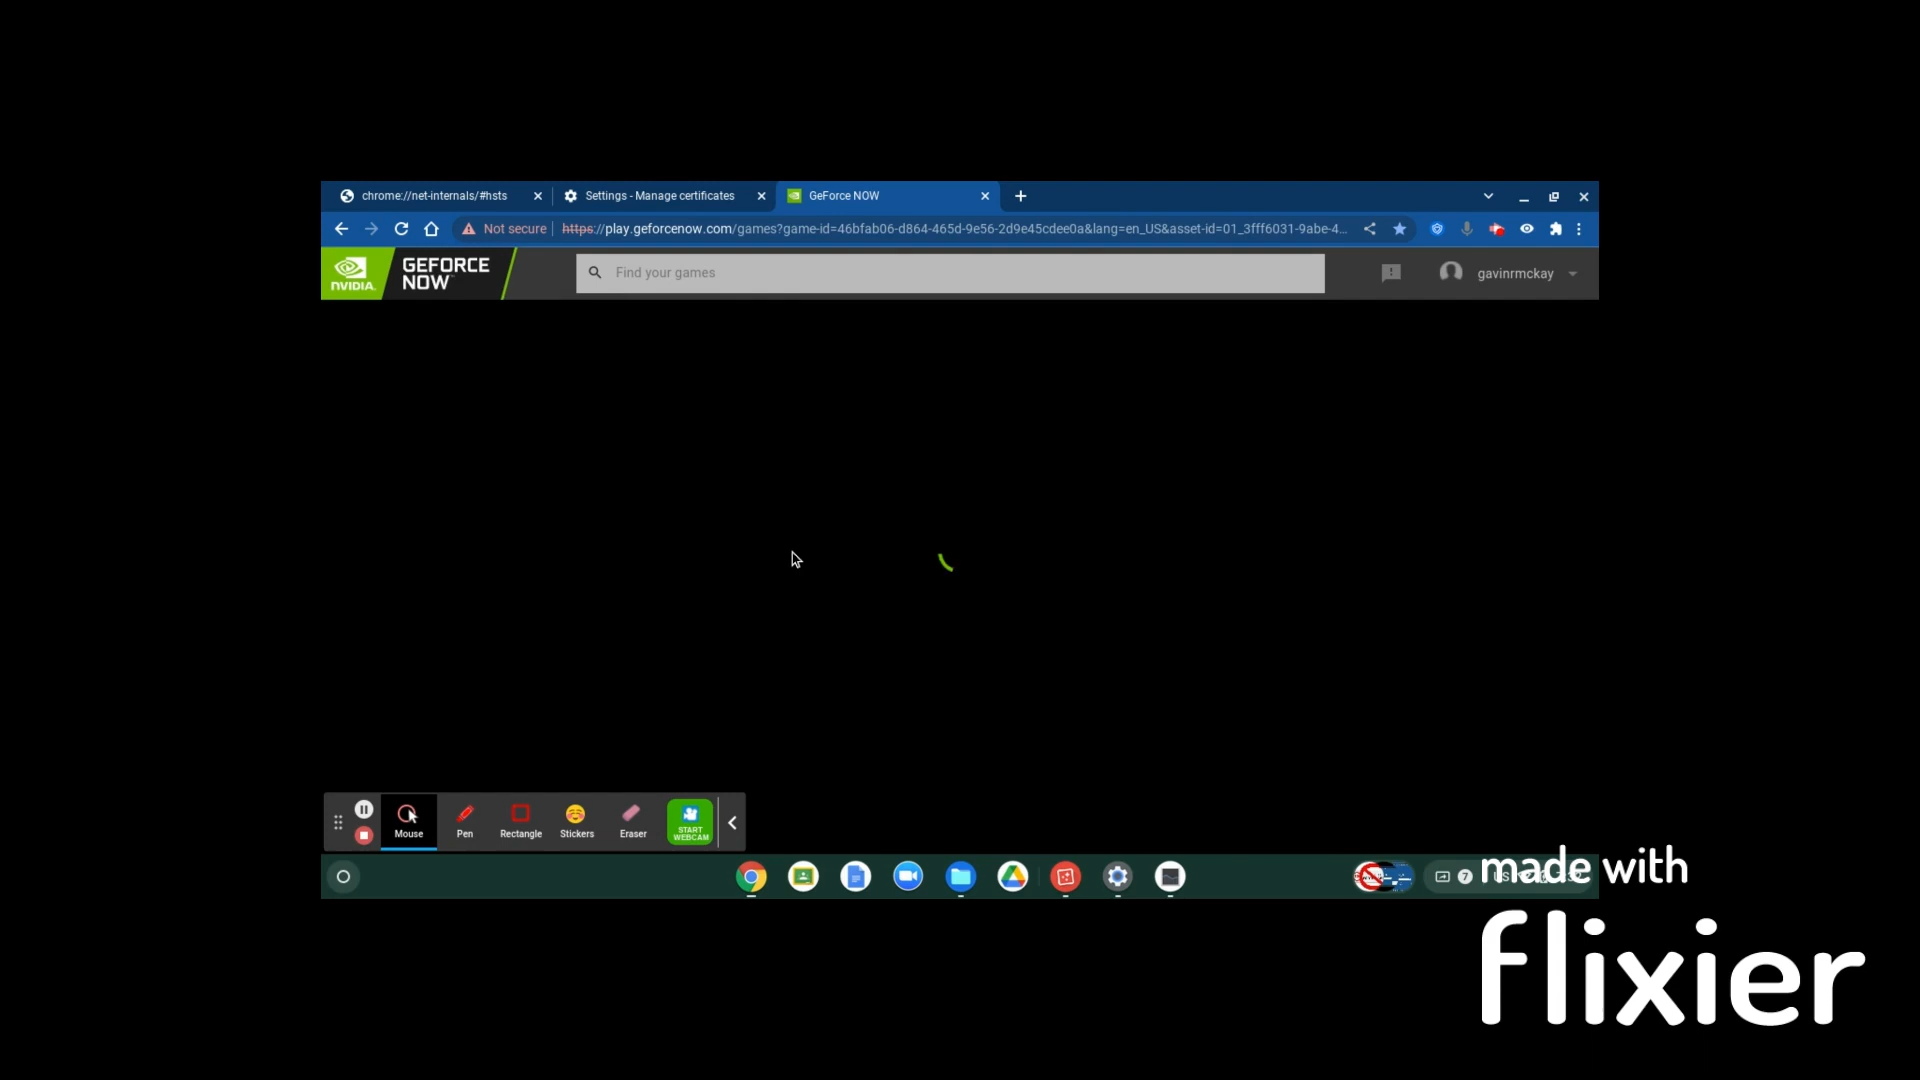 chrome://net-internals/#hsts
Settings - Manage certificates
GeForce NOW
Not secure
https://play.geforcenow.com/games?game-id=46bfab06-d864-465d-9e56-2d9e45cdee0a&lang=en_US&asset-id=01_3fff6031-9abe-4...
NVIDIA.
GEFORCE
NOW
Find your games
gavinrmckay
Mouse
Pen
Rectangle
Stickers
Eraser
START
WEBCAM
7
US
made with
flixier